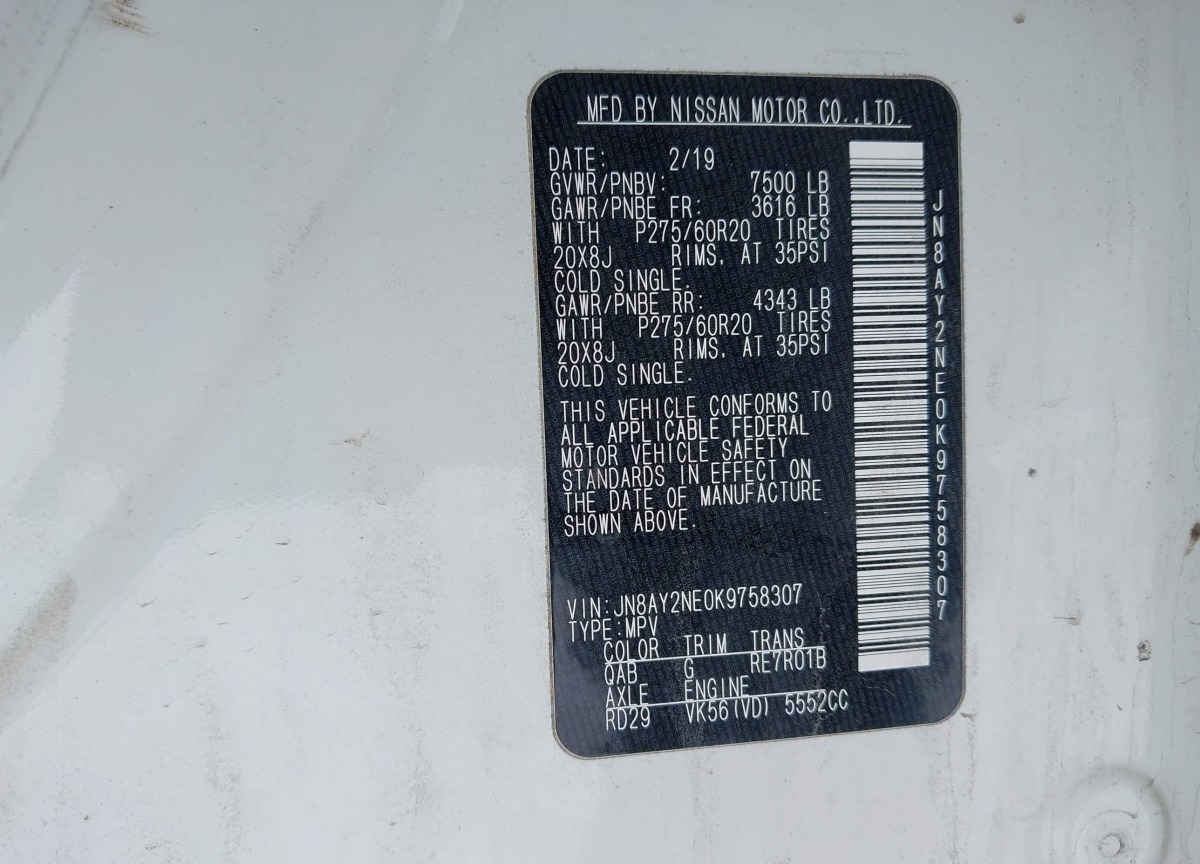 MFD BY NISSAN MOTOR CO.,LTD.
DATE: 2/19
GVWR/PNBV: 7500 LB
GAWR/PNBE FR: 3616 LB
WITH P275/60R20 TIRES
20X8J RIMS, AT 35PSI
COLD SINGLE.
GAWR/PNBE RR: 4343 LB
WITH P275/60R20 TIRES
20X8J RIMS, AT 35PSI
COLD SINGLE.
THIS VEHICLE CONFORMS TO
ALL APPLICABLE FEDERAL
MOTOR VEHICLE SAFETY
STANDARDS IN EFFECT ON
THE DATE OF MANUFACTURE
SHOWN ABOVE.
VIN:JN8AY2NE0K9758307
TYPE:MPV
COLOR TRIM TRANS
QAB G RE7R01B
AXLE ENGINE
RD29 VK56(VD) 5552CC
JN8AY2NE0K9758307